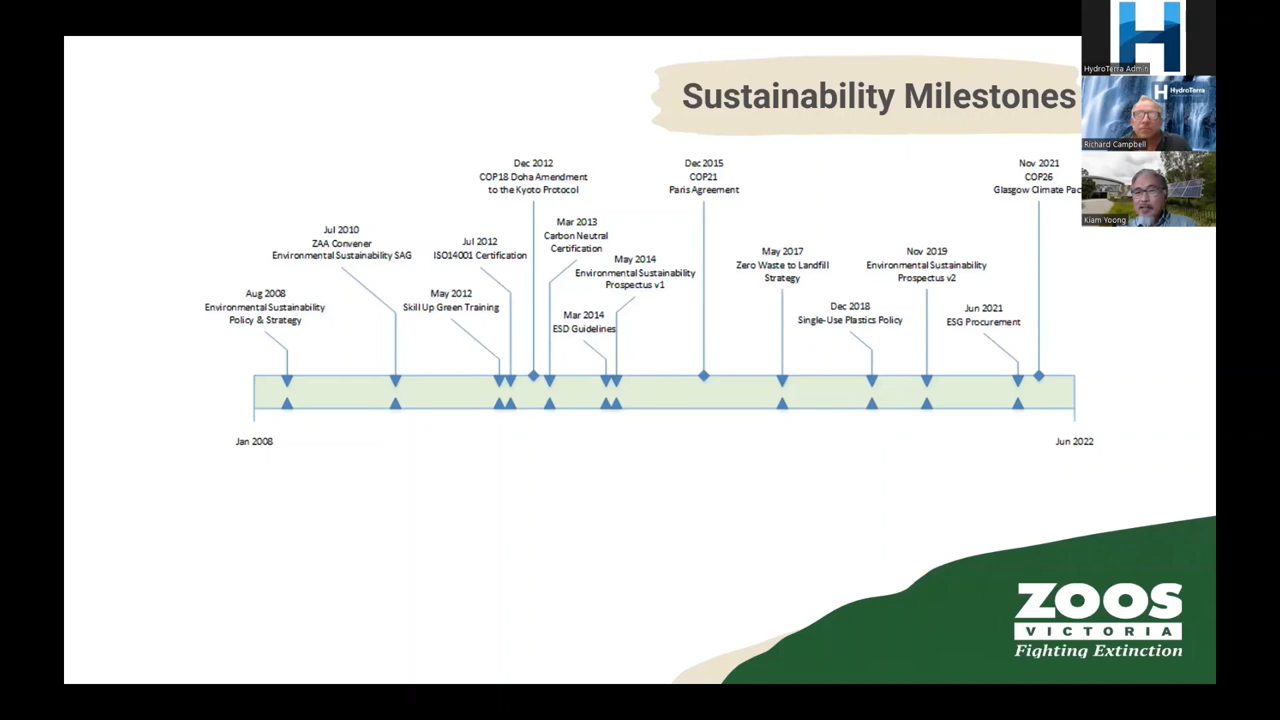 Sustainability Milestones
HydroTerra Admin
HydroTerra
Richard Campbell
Kiam Yoong
Dec 2012
COP18 Doha Amendment
to the Kyoto Protocol
Dec 2015
COP21
Paris Agreement
Nov 2021
COP26
Glasgow Climate Pac
Jul 2010
ZAA Convener
Environmental Sustainability SAG
Jul 2012
ISO14001 Certification
Mar 2013
Carbon Neutral
Certification
May 2014
Environmental Sustainability
Prospectus v1
May 2017
Zero Waste to Landfill
Strategy
Nov 2019
Environmental Sustainability
Prospectus v2
Aug 2008
Environmental Sustainability
Policy & Strategy
May 2012
Skill Up Green Training
Mar 2014
ESD Guidelines
Dec 2018
Single-Use Plastics Policy
Jun 2021
ESG Procurement
Jan 2008
Jun 2022
ZOOS
VICTORIA
Fighting Extinction